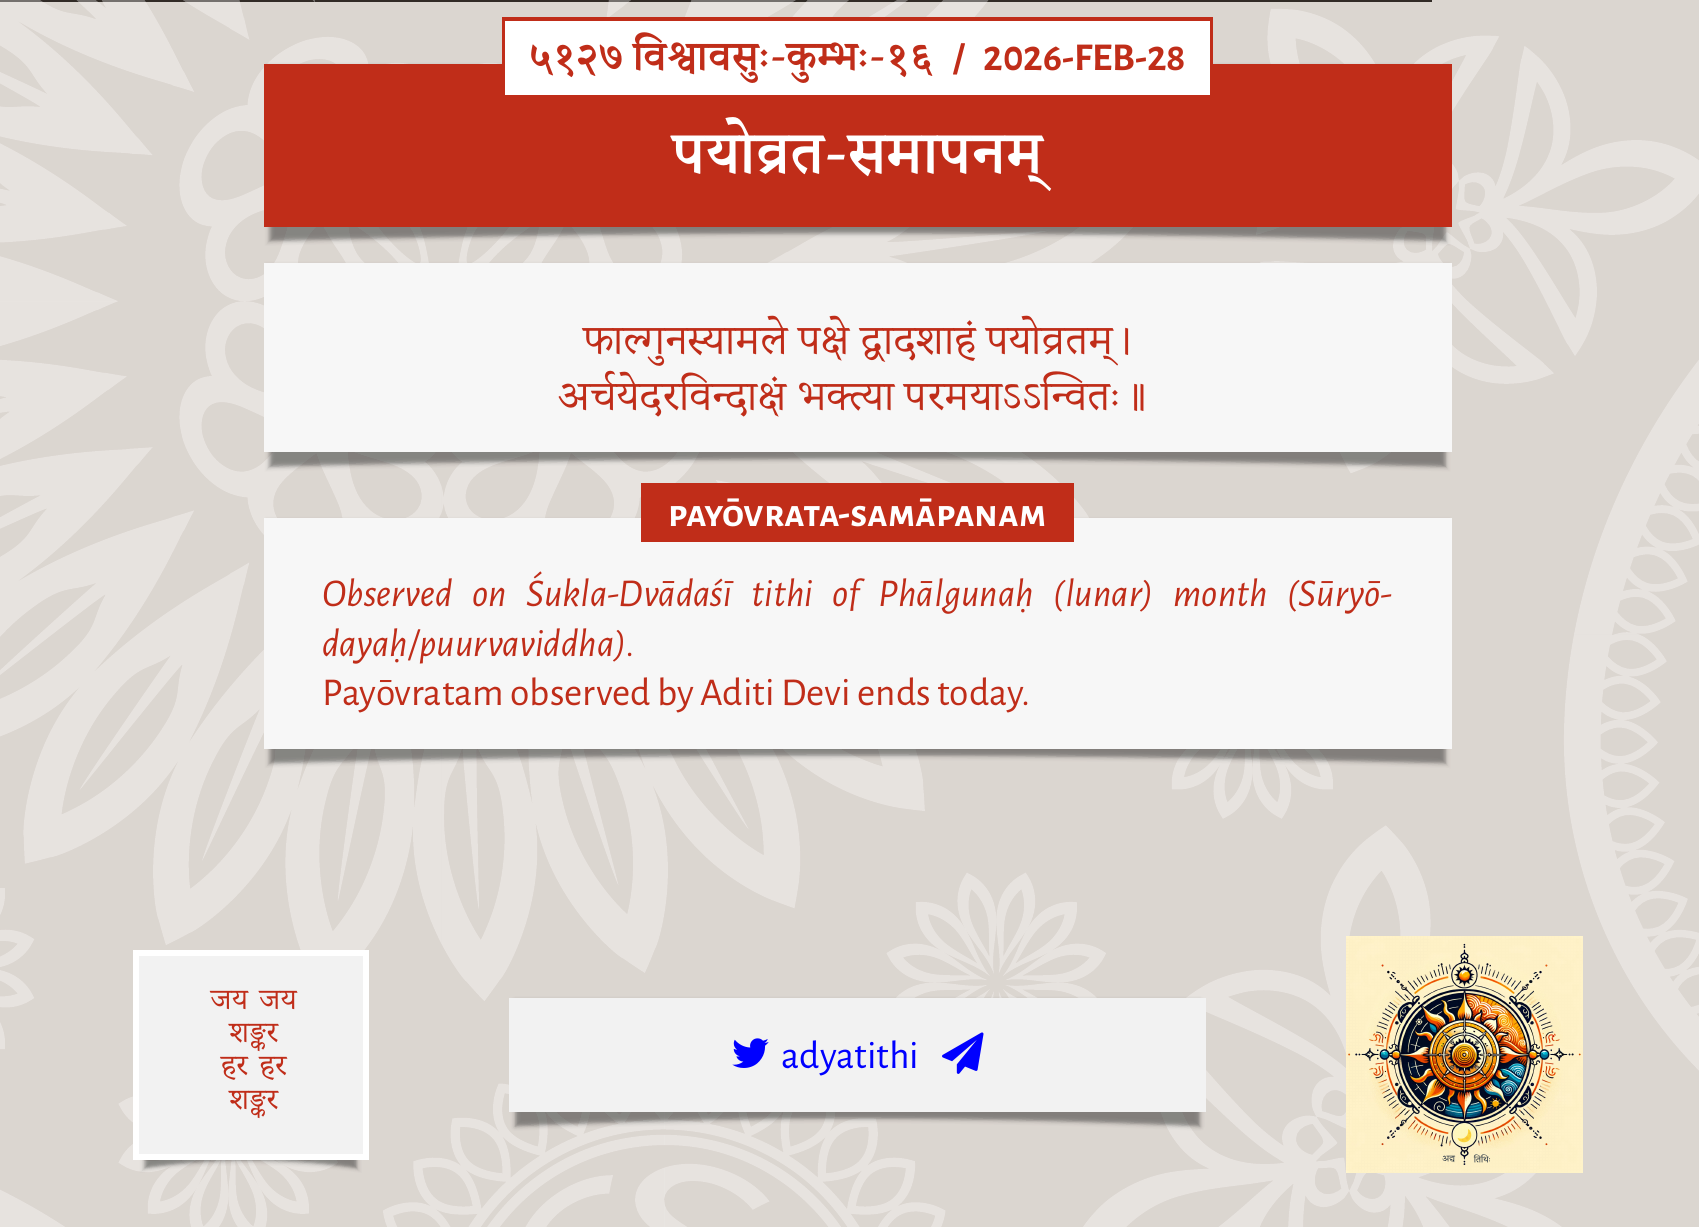 ५१२७ विश्वावसुः-कुम्भः-१६ / 2026-FEB-28
पयोव्रत-समापनम्
फाल्गुनस्यामले पक्षे द्वादशाहं पयोव्रतम्।
अर्चयेदरविन्दाक्षं भक्त्या परमयाऽऽन्वितः॥
PAYŌVRATA-SAMĀPANAM
Observed on Śukla-Dvādaśī tithi of Phālgunaḥ (lunar) month (Sūryō-
dayaḥ/puurvaviddha).
Payōvratam observed by Aditi Devi ends today.
जय जय
शङ्कर
हर हर
शङ्कर
adyatithi
अद्य तिथिः